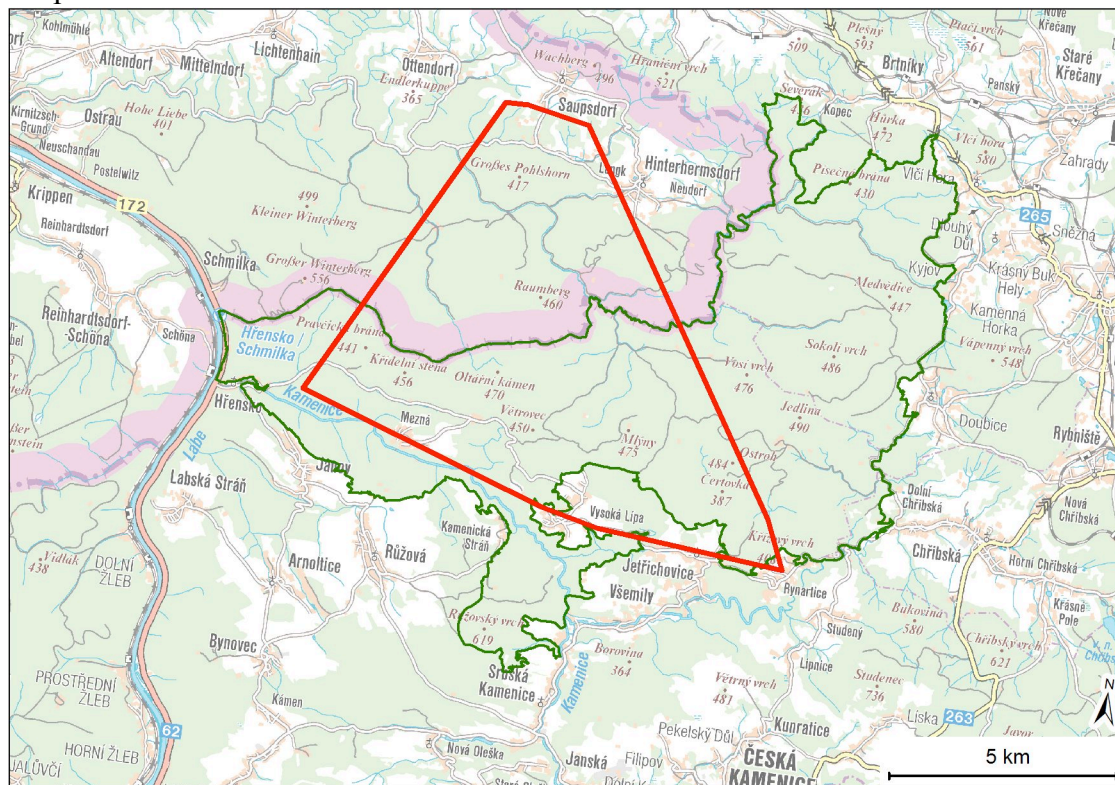 Kohlmühle
Altendorf
Mittelndorf
Lichtenhain
Ottendorf
Endlerkuppe
365
Wachberg
496
Hraniční vrch
521
509
Plešný
593
Ptačí vrch
561
Nové
Křečany
Staré
Křečany
Brtníky
Panský
Kirnitzsch-
Grund
Ostrau
Hohe Liebe
401
Neuschandau
Postelwitz
Saupsdorf
Kopec
Hůrka
472
Vlčí hora
580
Zahrady
Großes Pohlshorn
417
Hinterhermsdorf
Neudorf
Písečná brána
430
Vlčí Hora
Krippen
172
Reinhardtsdorf
499
Kleiner Winterberg
265
Dlouhý
Důl
Sněžná
Schmilka
Großer Winterberg
556
Raumberg
460
Kyjov
Krásný Buk
Hely
Medvědice
447
Kamenná
Horka
Reinhardtsdorf-
Schöna
Schöna
Pravčická brána
441
Hřensko /
Schmilka
Křídelní stěna
456
Oltářní kámen
470
Sokolí vrch
486
Vosí vrch
476
Vápenný vrch
548
Kamenice
Hřensko
Mezná
Větrovec
450
Mlýny
475
Jedlina
490
Ostroh
484
Čertovka
387
Doubice
Rybniště
Labe
Labská Stráň
Janov
Kamenická
Stráň
Vysoká Lípa
Dolní
Chřibská
Nová
Chřibská
Vidlák
438
DOLNÍ
ŽLEB
Arnoltice
Růžová
Křížový vrch
Jetřichovice
Chřibská
Horní Chřibská
Všemily
Rynartice
Krásné
Pole
Růžovský vrch
619
Bynovec
Borovina
364
Studený
Bukovina
580
Chřibský vrch
621
Lipnice
PROSTŘEDNÍ
ŽLEB
Kámen
Srbská
Kamenice
Kamenice
Větrný vrch
481
Studenec
736
Kunratice
Líska
263
N
HORNÍ ŽLEB
62
Nová Oleška
Janská
Filipov
Pekelský Důl
ČESKÁ
KAMENICE
Javor
5 km